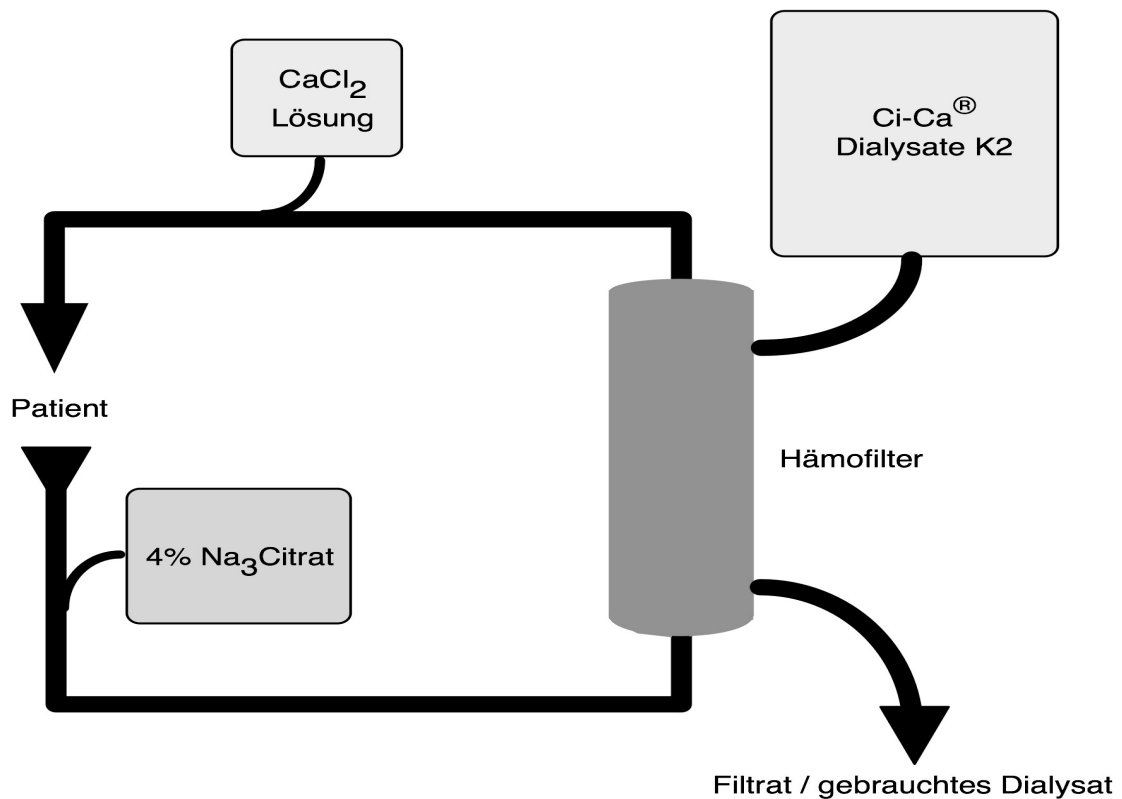 CaCl2
Lösung
Ci-Ca®
Dialysate K2
Patient
Hämofilter
4% Na3Citrat
Filtrat / gebrauchtes Dialysat